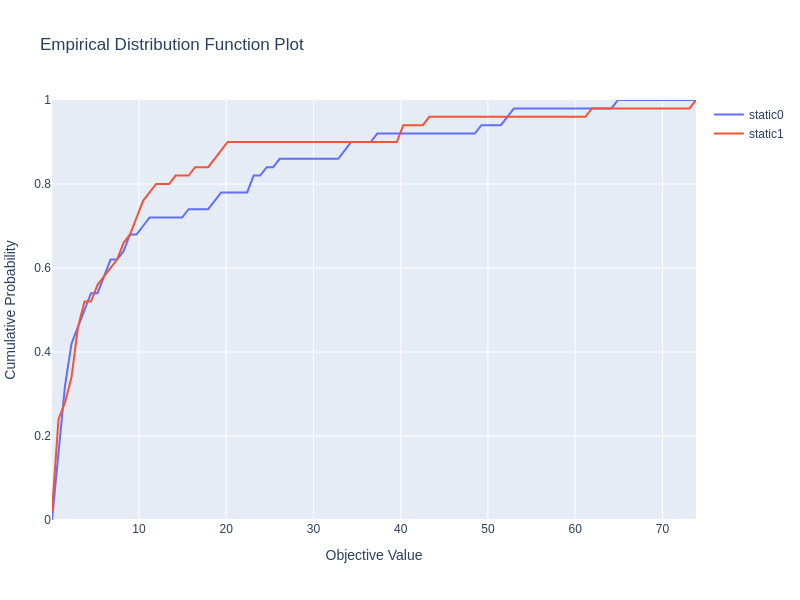 Empirical Distribution Function Plot
static0
static1
1
0.8
0.6
0.4
0.2
0
Cumulative Probability
10 20 30 40 50 60 70
Objective Value